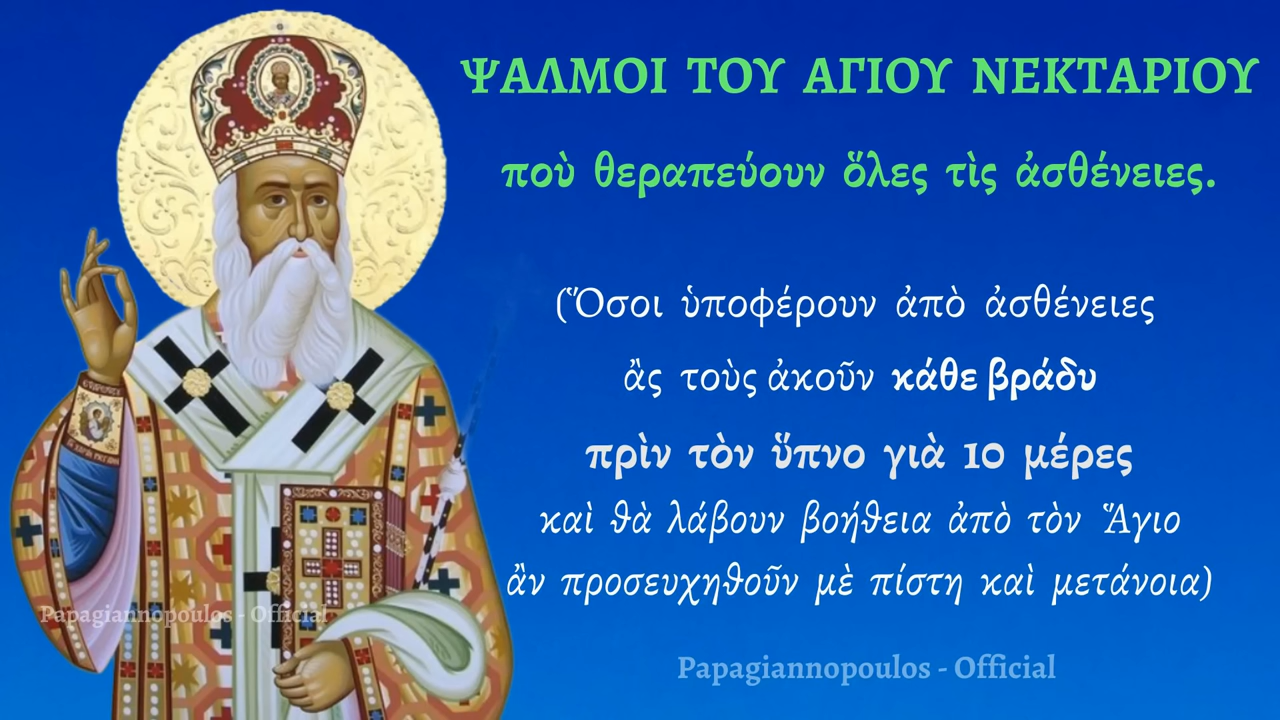 ΨΑΛΜΟΙ ΤΟΥ ΑΓΙΟΥ ΝΕΚΤΑΡΙΟΥ
ποὺ θεραπεύουν ὅλες τὶς ἀσθένειες.
(Ὅσοι ὑποφέρουν ἀπὸ ἀσθένειες
ἂς τοὺς ἀκοῦν κάθε βράδυ
πρὶν τὸν ὕπνο γιὰ 10 μέρες
καὶ θὰ λάβουν βοήθεια ἀπὸ τὸν Ἅγιο
ἂν προσευχηθοῦν μὲ πίστη καὶ μετάνοια)
Papagiannopoulos - Official
Papagiannopoulos - Official